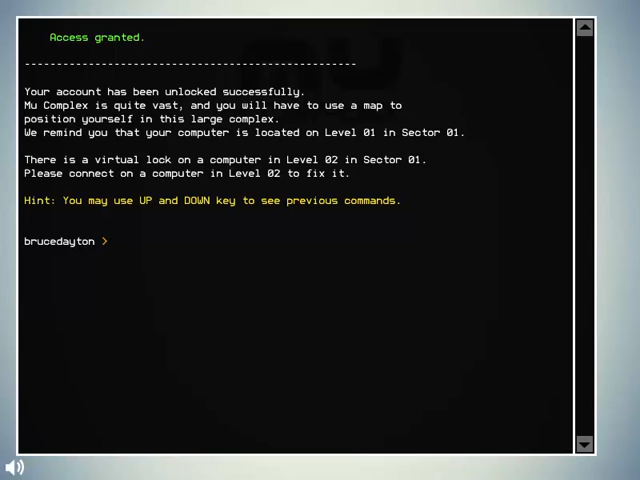 Access granted.
----------------------------------------------------
Your account has been unlocked successfully.
Mu Complex is quite vast, and you will have to use a map to
position yourself in this large complex.
We remind you that your computer is located on Level 01 in Sector 01.
There is a virtual lock on a computer in Level 02 in Sector 01.
Please connect on a computer in Level 02 to fix it.
Hint: You may use UP and DOWN key to see previous commands.
brucedayton >